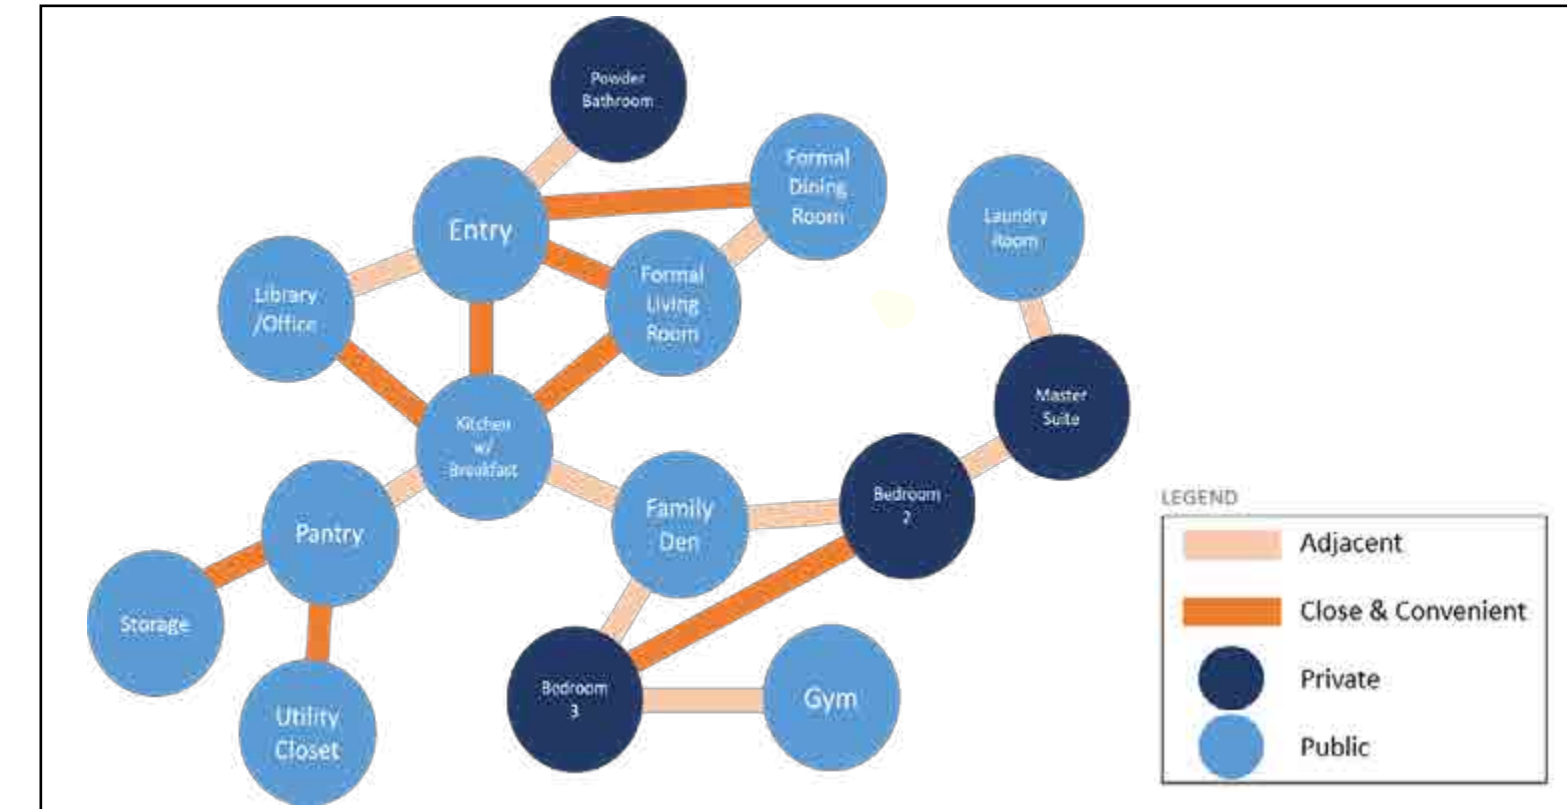 Powder
Bathroom
Formal
Dining
Room
Entry
Laundry
Room
Library
/Office
Formal
Living
Room
Master
Suite
Kitchen
w/
Breakfast
Family
Den
Bedroom
2
Pantry
Storage
Bedroom
3
Gym
Utility
Closet
LEGEND
Adjacent
Close & Convenient
Private
Public